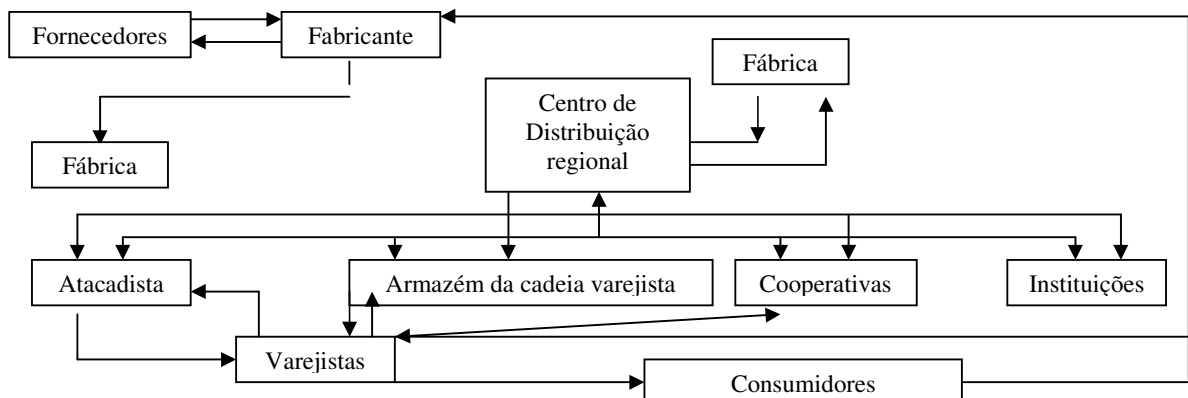 Fornecedores
Fabricante
Fábrica
Centro de
Distribuição
regional
Fábrica
Atacadista
Armazém da cadeia varejista
Cooperativas
Instituições
Varejistas
Consumidores